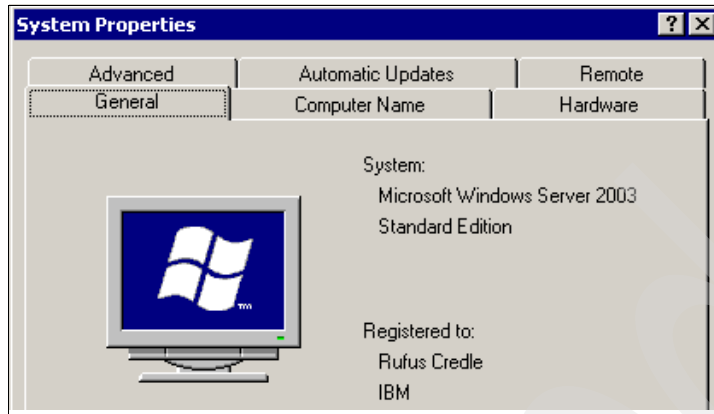 System Properties
Advanced Automatic Updates Remote
General Computer Name Hardware
System:
Microsoft Windows Server 2003
Standard Edition
TM
Registered to:
Rufus Credle
IBM